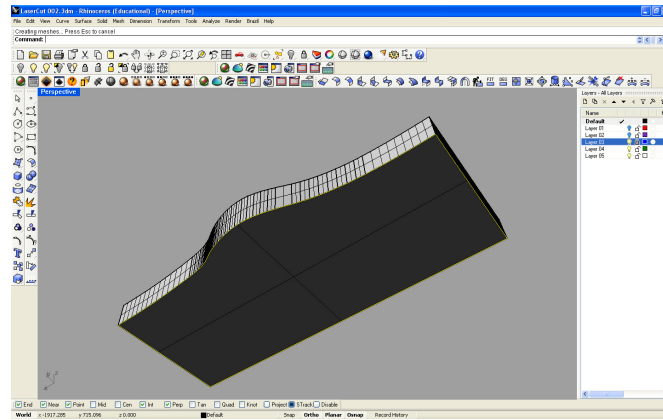 LaserCut 002.3dm - Rhinoceros (Educational) - [Perspective]
File Edit View Curve Surface Solid Mesh Dimension Transform Tools Analyze Render Brazil Help
Creating meshes... Press Esc to cancel
Command:
Perspective
Layers - All Layers
Name
Default
Layer 01
Layer 02
Layer 03
Layer 04
Layer 05
End Near Point Mid Cen Int Perp Tan Quad Knot Project STrack Disable
World x -1917.285 y 715.096 z 0.000 Default Snap Ortho Planar Osnap Record History